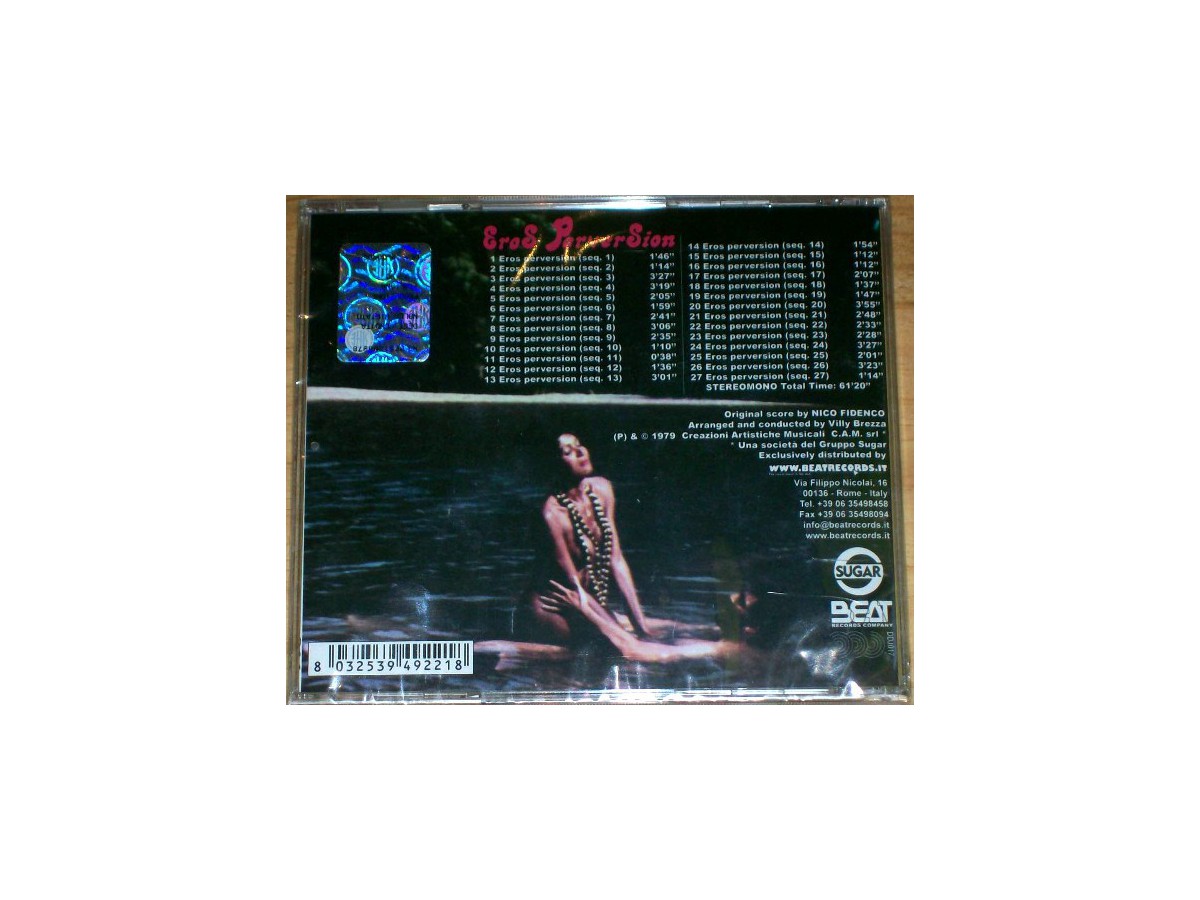 EroS PerverSion
1 Eros perversion (seq. 1) 1'46"
2 Eros perversion (seq. 2) 1'14"
3 Eros perversion (seq. 3) 3'27"
4 Eros perversion (seq. 4) 3'19"
5 Eros perversion (seq. 5) 2'05"
6 Eros perversion (seq. 6) 1'59"
7 Eros perversion (seq. 7) 2'41"
8 Eros perversion (seq. 8) 3'06"
9 Eros perversion (seq. 9) 2'35"
10 Eros perversion (seq. 10) 1'10"
11 Eros perversion (seq. 11) 0'38"
12 Eros perversion (seq. 12) 1'36"
13 Eros perversion (seq. 13) 3'01"
14 Eros perversion (seq. 14) 1'54"
15 Eros perversion (seq. 15) 1'12"
16 Eros perversion (seq. 16) 1'12"
17 Eros perversion (seq. 17) 2'07"
18 Eros perversion (seq. 18) 1'37"
19 Eros perversion (seq. 19) 1'47"
20 Eros perversion (seq. 20) 3'55"
21 Eros perversion (seq. 21) 2'48"
22 Eros perversion (seq. 22) 2'33"
23 Eros perversion (seq. 23) 2'28"
24 Eros perversion (seq. 24) 3'27"
25 Eros perversion (seq. 25) 2'01"
26 Eros perversion (seq. 26) 3'23"
27 Eros perversion (seq. 27) 1'14"
STEREOMONO Total Time: 61'20"
Original score by NICO FIDENCO
Arranged and conducted by Villy Brezza
(P) & © 1979 Creazioni Artistiche Musicali C.A.M. srl *
* Una società del Gruppo Sugar
Exclusively distributed by
WWW.BEATRECORDS.IT
Via Filippo Nicolai, 16
00136 - Rome - Italy
Tel. +39 06 35498458
Fax +39 06 35498094
info@beatrecords.it
www.beatrecords.it
SUGAR
BEAT
RECORDS COMPANY
8 032539 492218